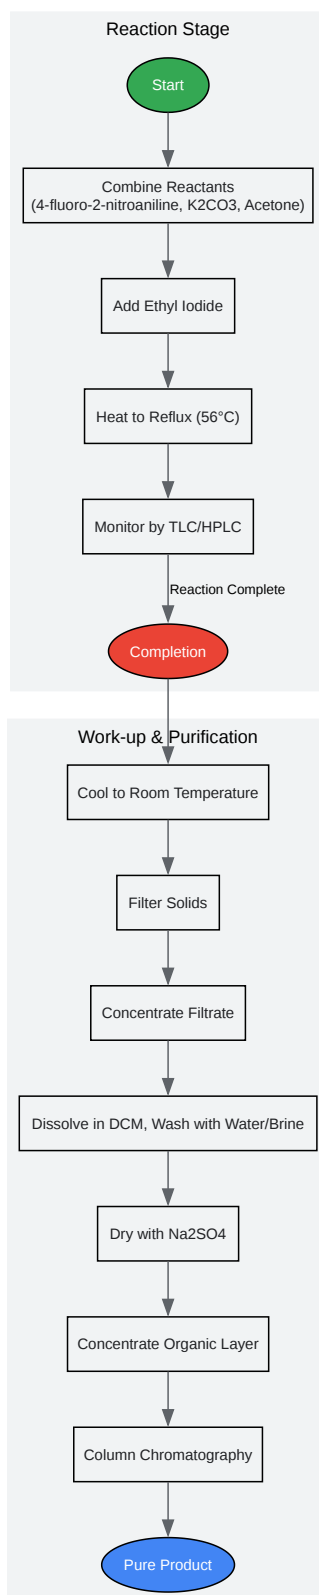 Reaction Stage
Start
Combine Reactants
(4-fluoro-2-nitroaniline, K2CO3, Acetone)
Add Ethyl Iodide
Heat to Reflux (56°C)
Monitor by TLC/HPLC
Reaction Complete
Completion
Work-up & Purification
Cool to Room Temperature
Filter Solids
Concentrate Filtrate
Dissolve in DCM, Wash with Water/Brine
Dry with Na2SO4
Concentrate Organic Layer
Column Chromatography
Pure Product